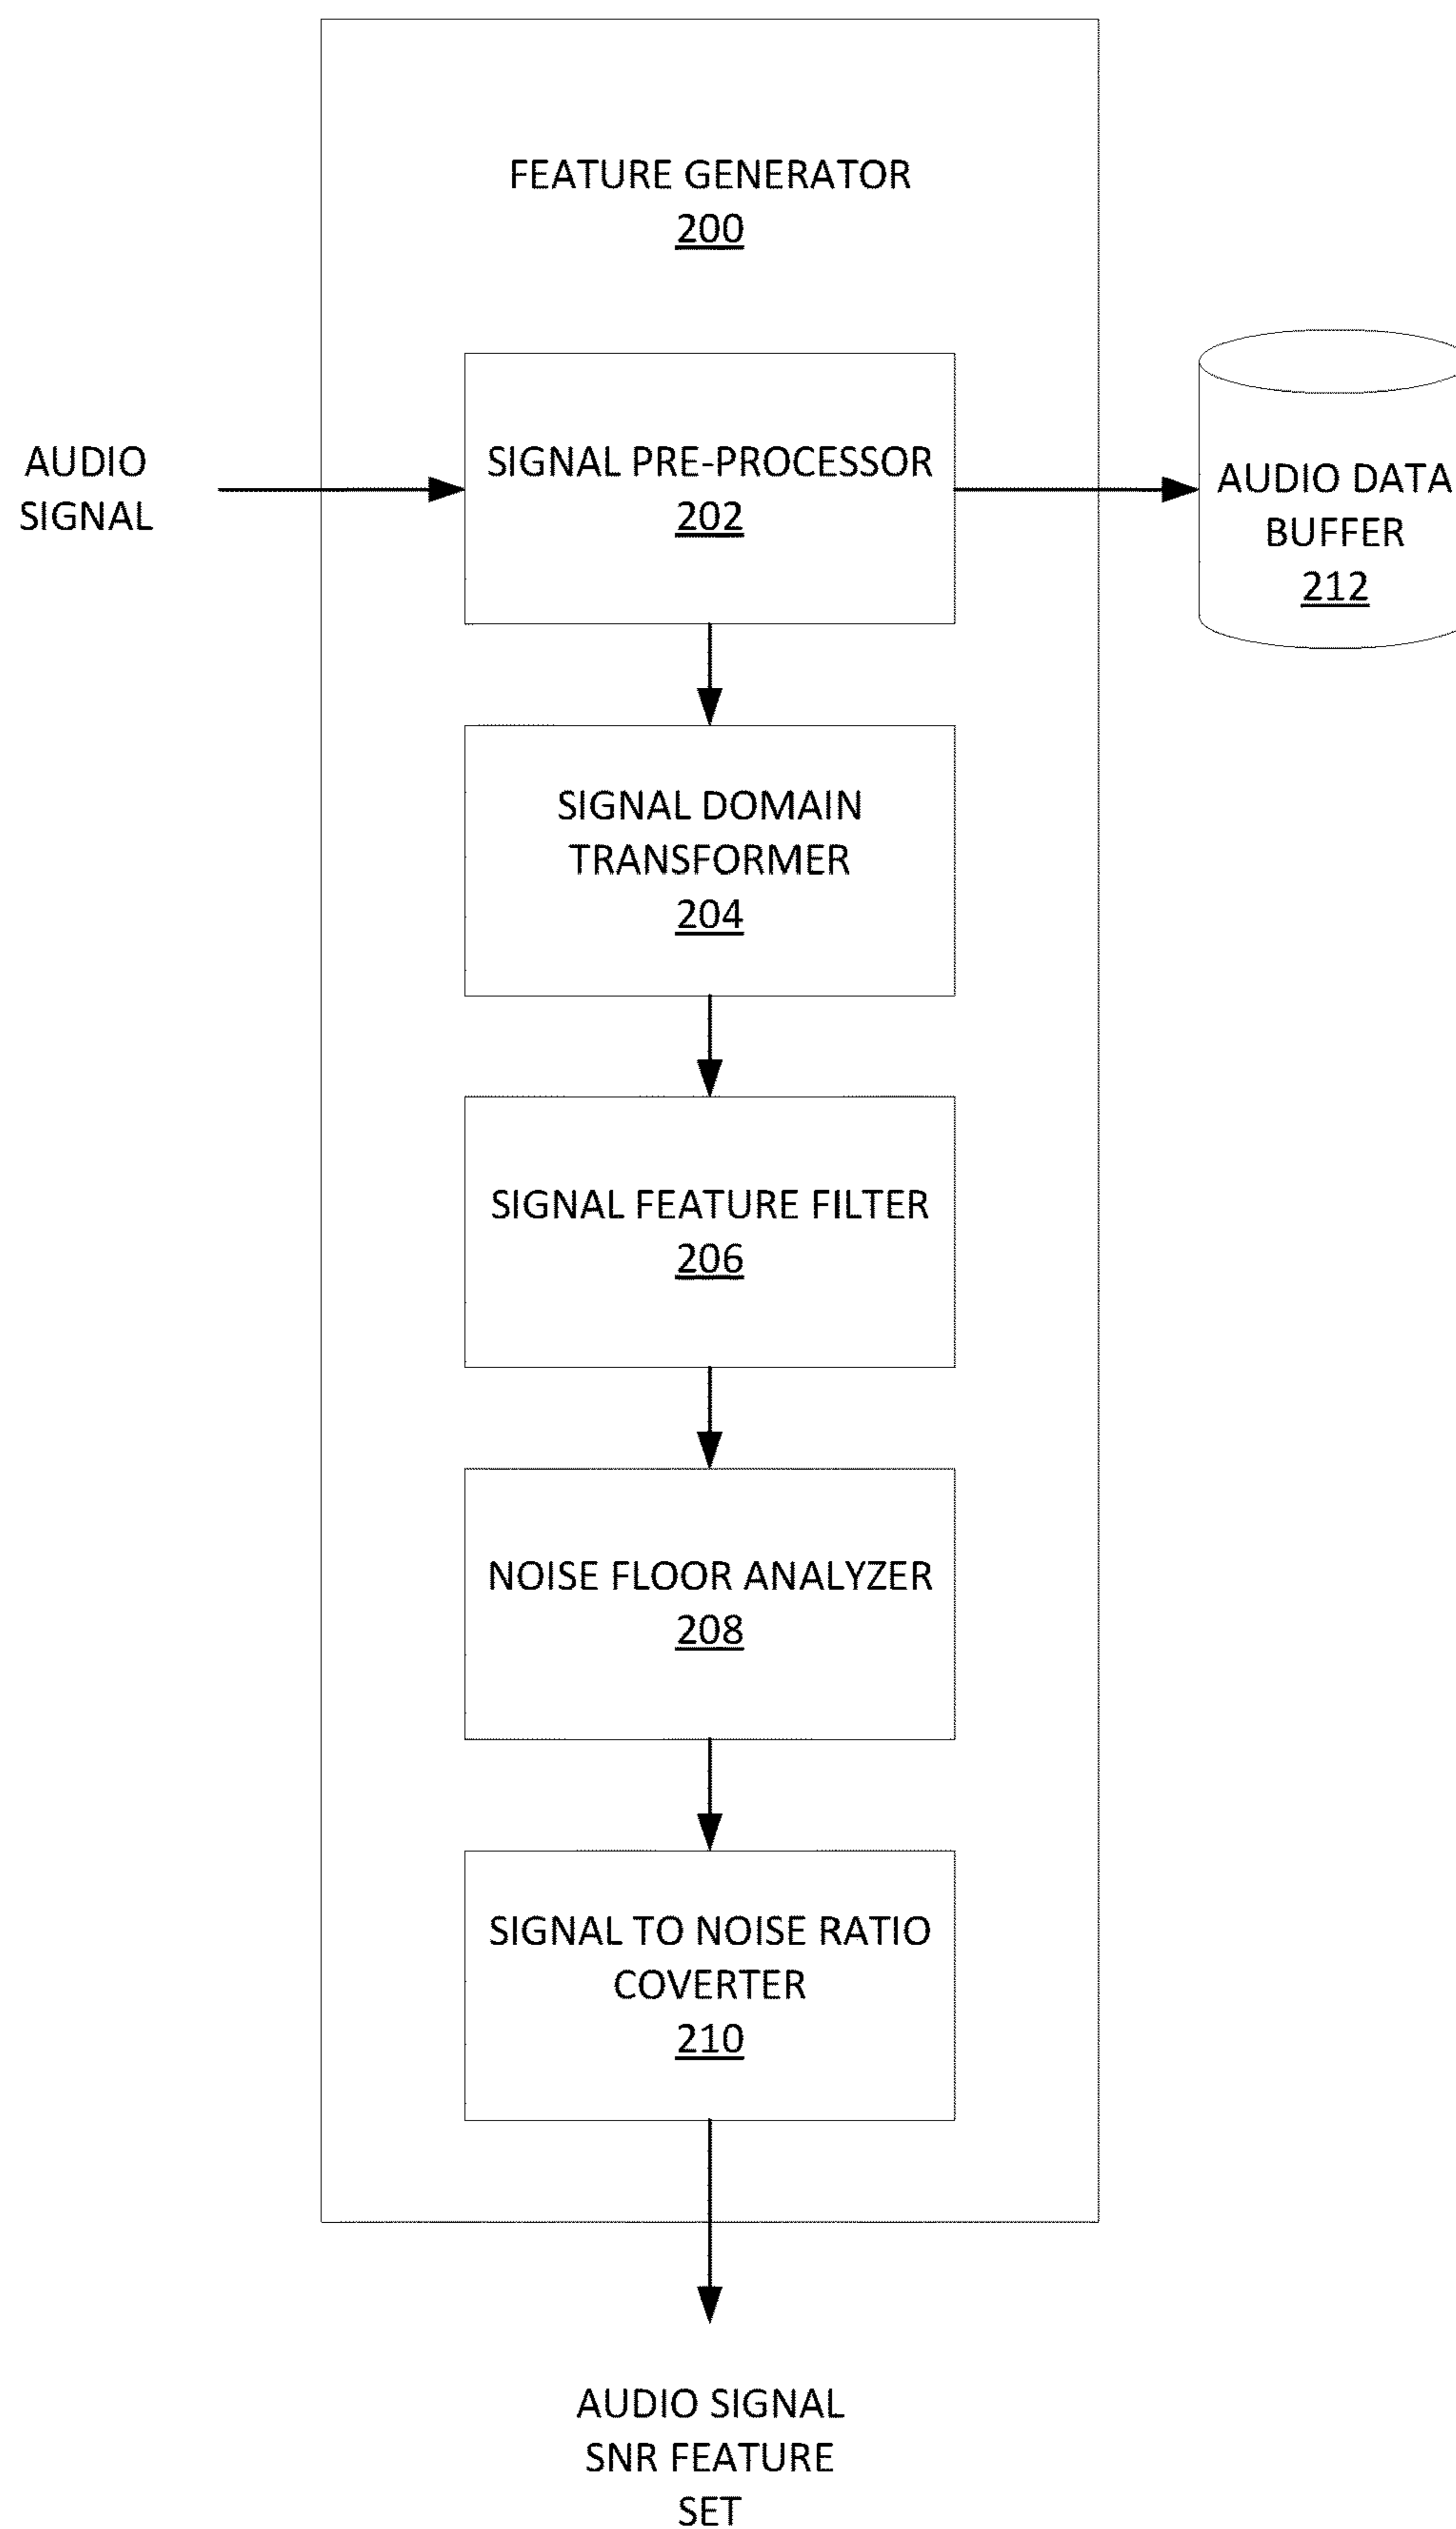 FEATURE GENERATOR
200
AUDIO
SIGNAL
SIGNAL PRE-PROCESSOR
202
AUDIO DATA
BUFFER
212
SIGNAL DOMAIN
TRANSFORMER
204
SIGNAL FEATURE FILTER
206
NOISE FLOOR ANALYZER
208
SIGNAL TO NOISE RATIO
COVERTER
210
AUDIO SIGNAL
SNR FEATURE
SET